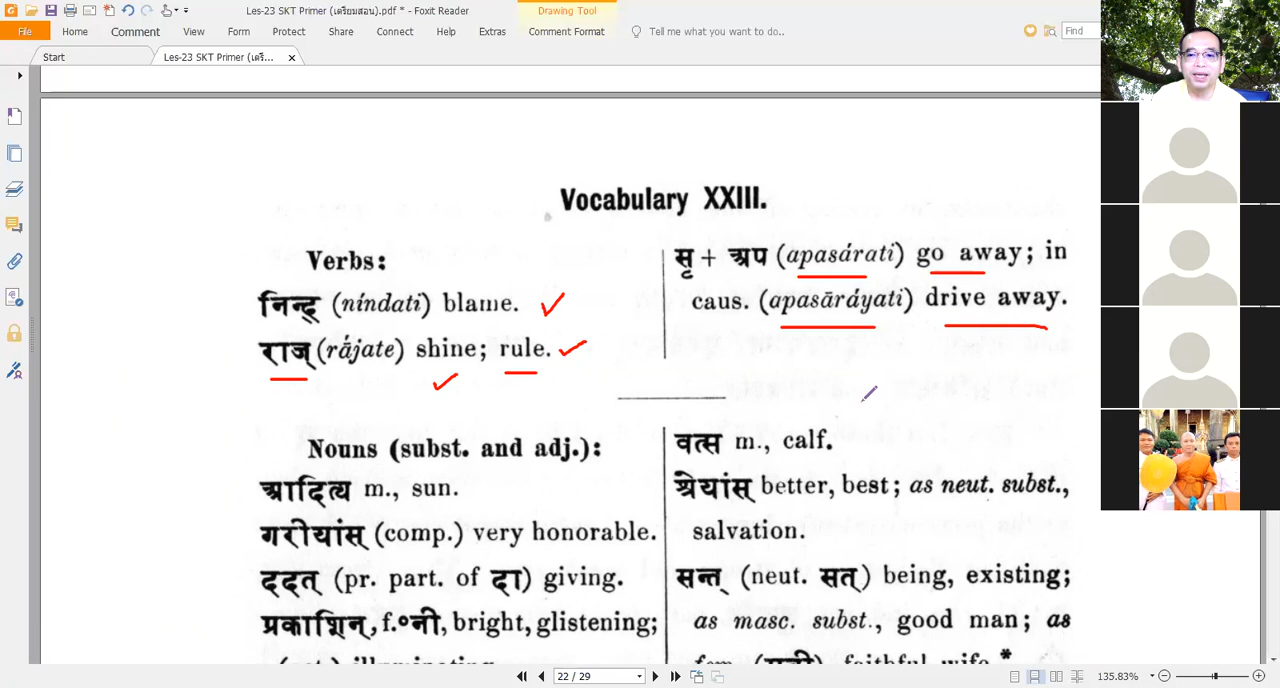 Les-23 SKT Primer (เตรียมสอน).pdf * - Foxit Reader
Drawing Tool
File Home Comment View Form Protect Share Connect Help Extras Comment Format Tell me what you want to do.. Find
Start Les-23 SKT Primer (เตรี...
Vocabulary XXIII.
Verbs:
निन्द् (níndati) blame.
राज् (rā́jate) shine; rule.
सृ + अप (apasárati) go away; in
caus. (apasāráyati) drive away.
Nouns (subst. and adj.):
आदित्य m., sun.
गरीयांस् (comp.) very honorable.
ददत् (pr. part. of दा) giving.
प्रकाशिन्, f. ०नी, bright, glistening;
वत्स m., calf.
श्रेयांस् better, best; as neut. subst.,
salvation.
सन्त् (neut. सत्) being, existing;
as masc. subst., good man; as
faithful wife.*
22 / 29
135.83%